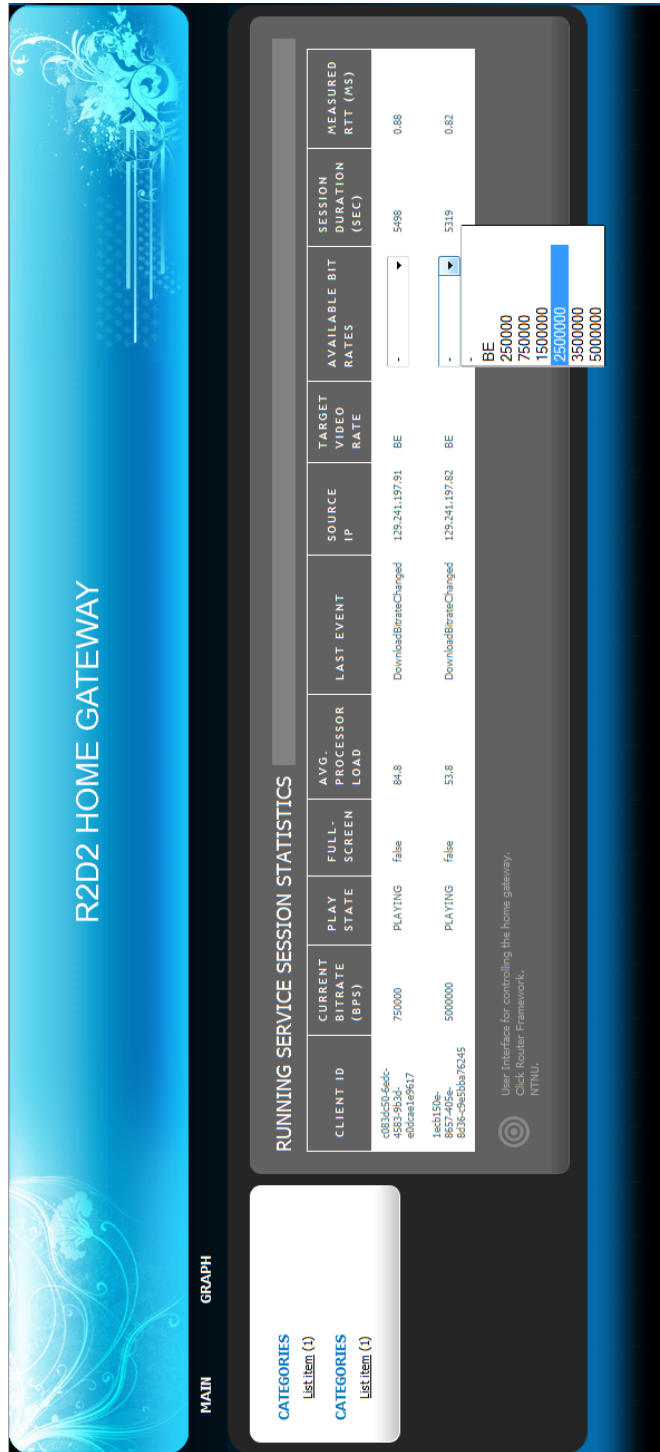 R2D2 HOME GATEWAY
MAIN GRAPH
CATEGORIES
List item (1)
CATEGORIES
List item (1)
RUNNING SERVICE SESSION STATISTICS
CLIENT ID CURRENT BITRATE (BPS) PLAY STATE FULL-SCREEN AVG. PROCESSOR LOAD LAST EVENT SOURCE IP TARGET VIDEO RATE AVAILABLE BIT RATES SESSION DURATION (SEC) MEASURED RTT (MS)
c083dc50-6edc-
4583-9b3d-
e0dcae1e9617
750000 PLAYING false 84.8 DownloadBitrateChanged 129.241.197.91 BE - 5498 0.88
1ecb150e-
8657-405e-
8d36-c9e5bba76245
5000000 PLAYING false 53.8 DownloadBitrateChanged 129.241.197.82 BE - 5319 0.82
-
BE
250000
750000
1500000
2500000
3500000
5000000
User Interface for controlling the home gateway.
Click Router Framework.
NTNU.